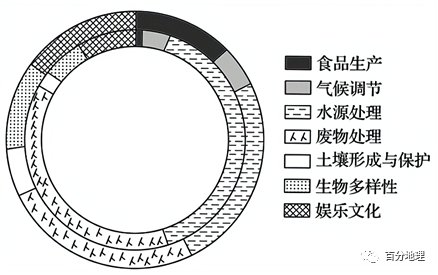 食品生产
气候调节
水源处理
废物处理
土壤形成与保护
生物多样性
娱乐文化
百分地理